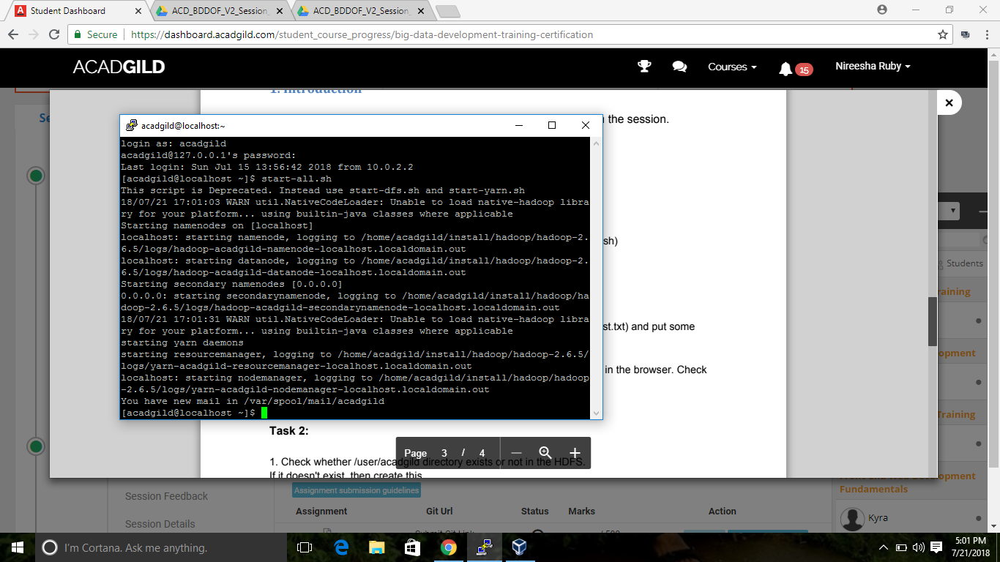 Student Dashboard
ACD_BDDOF_V2_Session_
ACD_BDDOF_V2_Session_
Secure
https://dashboard.acadgild.com/student_course_progress/big-data-development-training-certification
ACADGILD
Courses
15
Nireesha Ruby
1. Introduction
the session.
acadgild@localhost:~
login as: acadgild
acadgild@127.0.0.1's password:
Last login: Sun Jul 15 13:56:42 2018 from 10.0.2.2
[acadgild@localhost ~]$ start-all.sh
This script is Deprecated. Instead use start-dfs.sh and start-yarn.sh
18/07/21 17:01:03 WARN util.NativeCodeLoader: Unable to load native-hadoop libra
ry for your platform... using builtin-java classes where applicable
Starting namenodes on [localhost]
localhost: starting namenode, logging to /home/acadgild/install/hadoop/hadoop-2.
6.5/logs/hadoop-acadgild-namenode-localhost.localdomain.out
localhost: starting datanode, logging to /home/acadgild/install/hadoop/hadoop-2.
6.5/logs/hadoop-acadgild-datanode-localhost.localdomain.out
Starting secondary namenodes [0.0.0.0]
0.0.0.0: starting secondarynamenode, logging to /home/acadgild/install/hadoop/ha
doop-2.6.5/logs/hadoop-acadgild-secondarynamenode-localhost.localdomain.out
18/07/21 17:01:31 WARN util.NativeCodeLoader: Unable to load native-hadoop libra
ry for your platform... using builtin-java classes where applicable
starting yarn daemons
starting resourcemanager, logging to /home/acadgild/install/hadoop/hadoop-2.6.5/
logs/yarn-acadgild-resourcemanager-localhost.localdomain.out
localhost: starting nodemanager, logging to /home/acadgild/install/hadoop/hadoop
-2.6.5/logs/yarn-acadgild-nodemanager-localhost.localdomain.out
You have new mail in /var/spool/mail/acadgild
[acadgild@localhost ~]$
sh)
st.txt) and put some
in the browser. Check
Task 2:
Page 3 / 4
1. Check whether /user/acadgild directory exists or not in the HDFS.
If it doesn't exist, then create this
Students
raining
opment
Training
Development
Fundamentals
Kyra
Session Feedback
Session Details
Assignment submission guidelines
Assignment Git Url Status Marks Action
Submit Git Link
/ 500
I'm Cortana. Ask me anything.
5:01 PM
7/21/2018